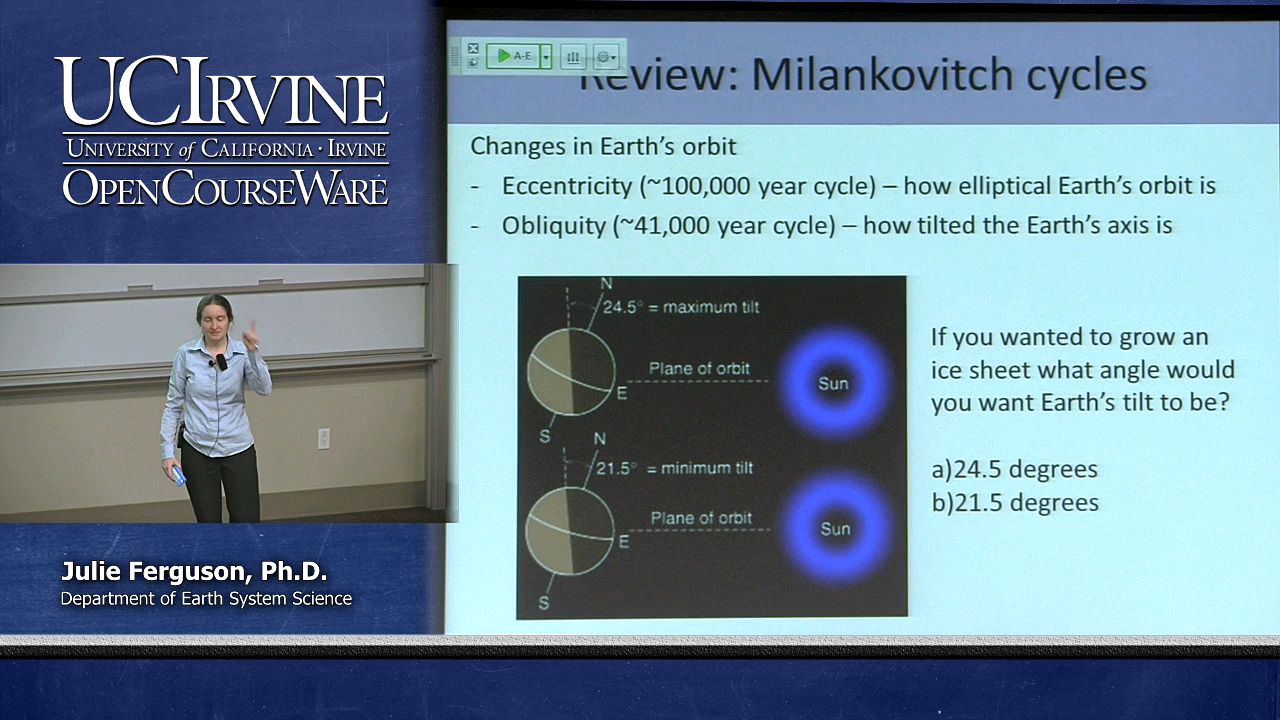 UCIRVINE
UNIVERSITY of CALIFORNIA · IRVINE
OPENCOURSEWARE
A-E
Review: Milankovitch cycles
Changes in Earth's orbit
- Eccentricity (~100,000 year cycle) – how elliptical Earth's orbit is
- Obliquity (~41,000 year cycle) – how tilted the Earth's axis is
N
24.5° = maximum tilt
Plane of orbit
Sun
E
S
N
21.5° = minimum tilt
Plane of orbit
Sun
E
S
If you wanted to grow an
ice sheet what angle would
you want Earth's tilt to be?
a)24.5 degrees
b)21.5 degrees
Julie Ferguson, Ph.D.
Department of Earth System Science